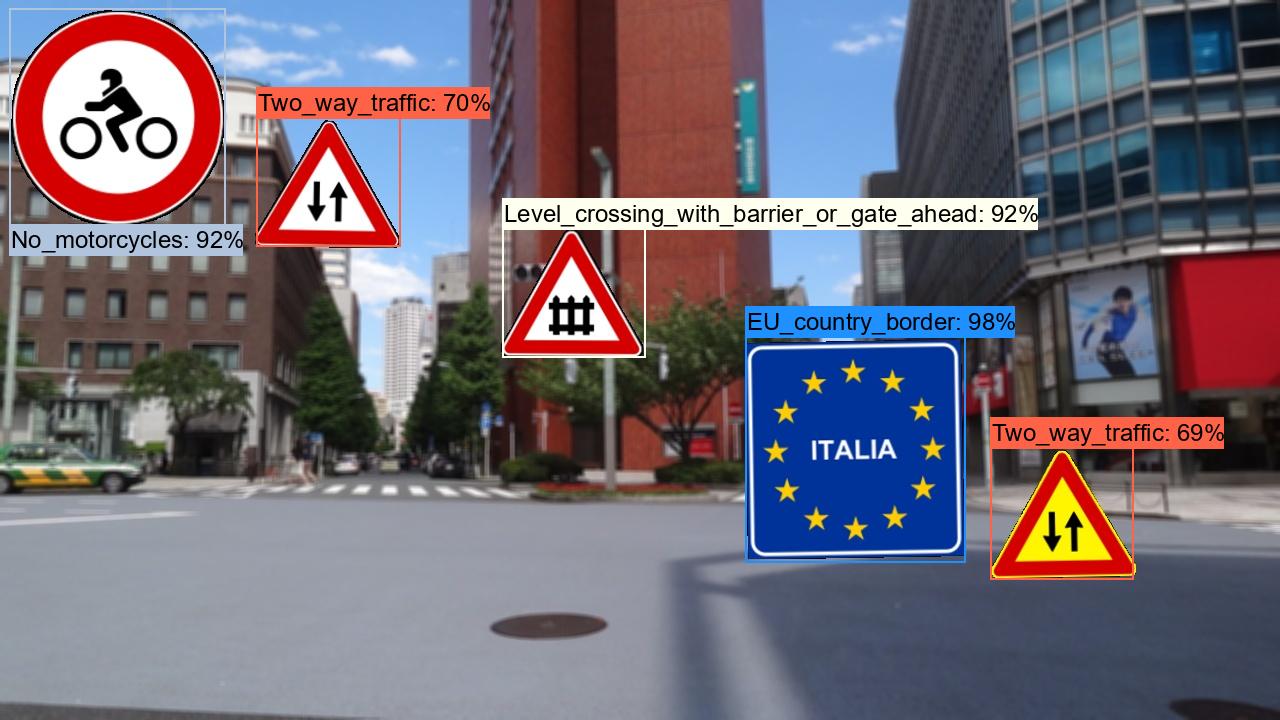 No_motorcycles: 92%
Two_way_traffic: 70%
Level_crossing_with_barrier_or_gate_ahead: 92%
EU_country_border: 98%
ITALIA
Two_way_traffic: 69%